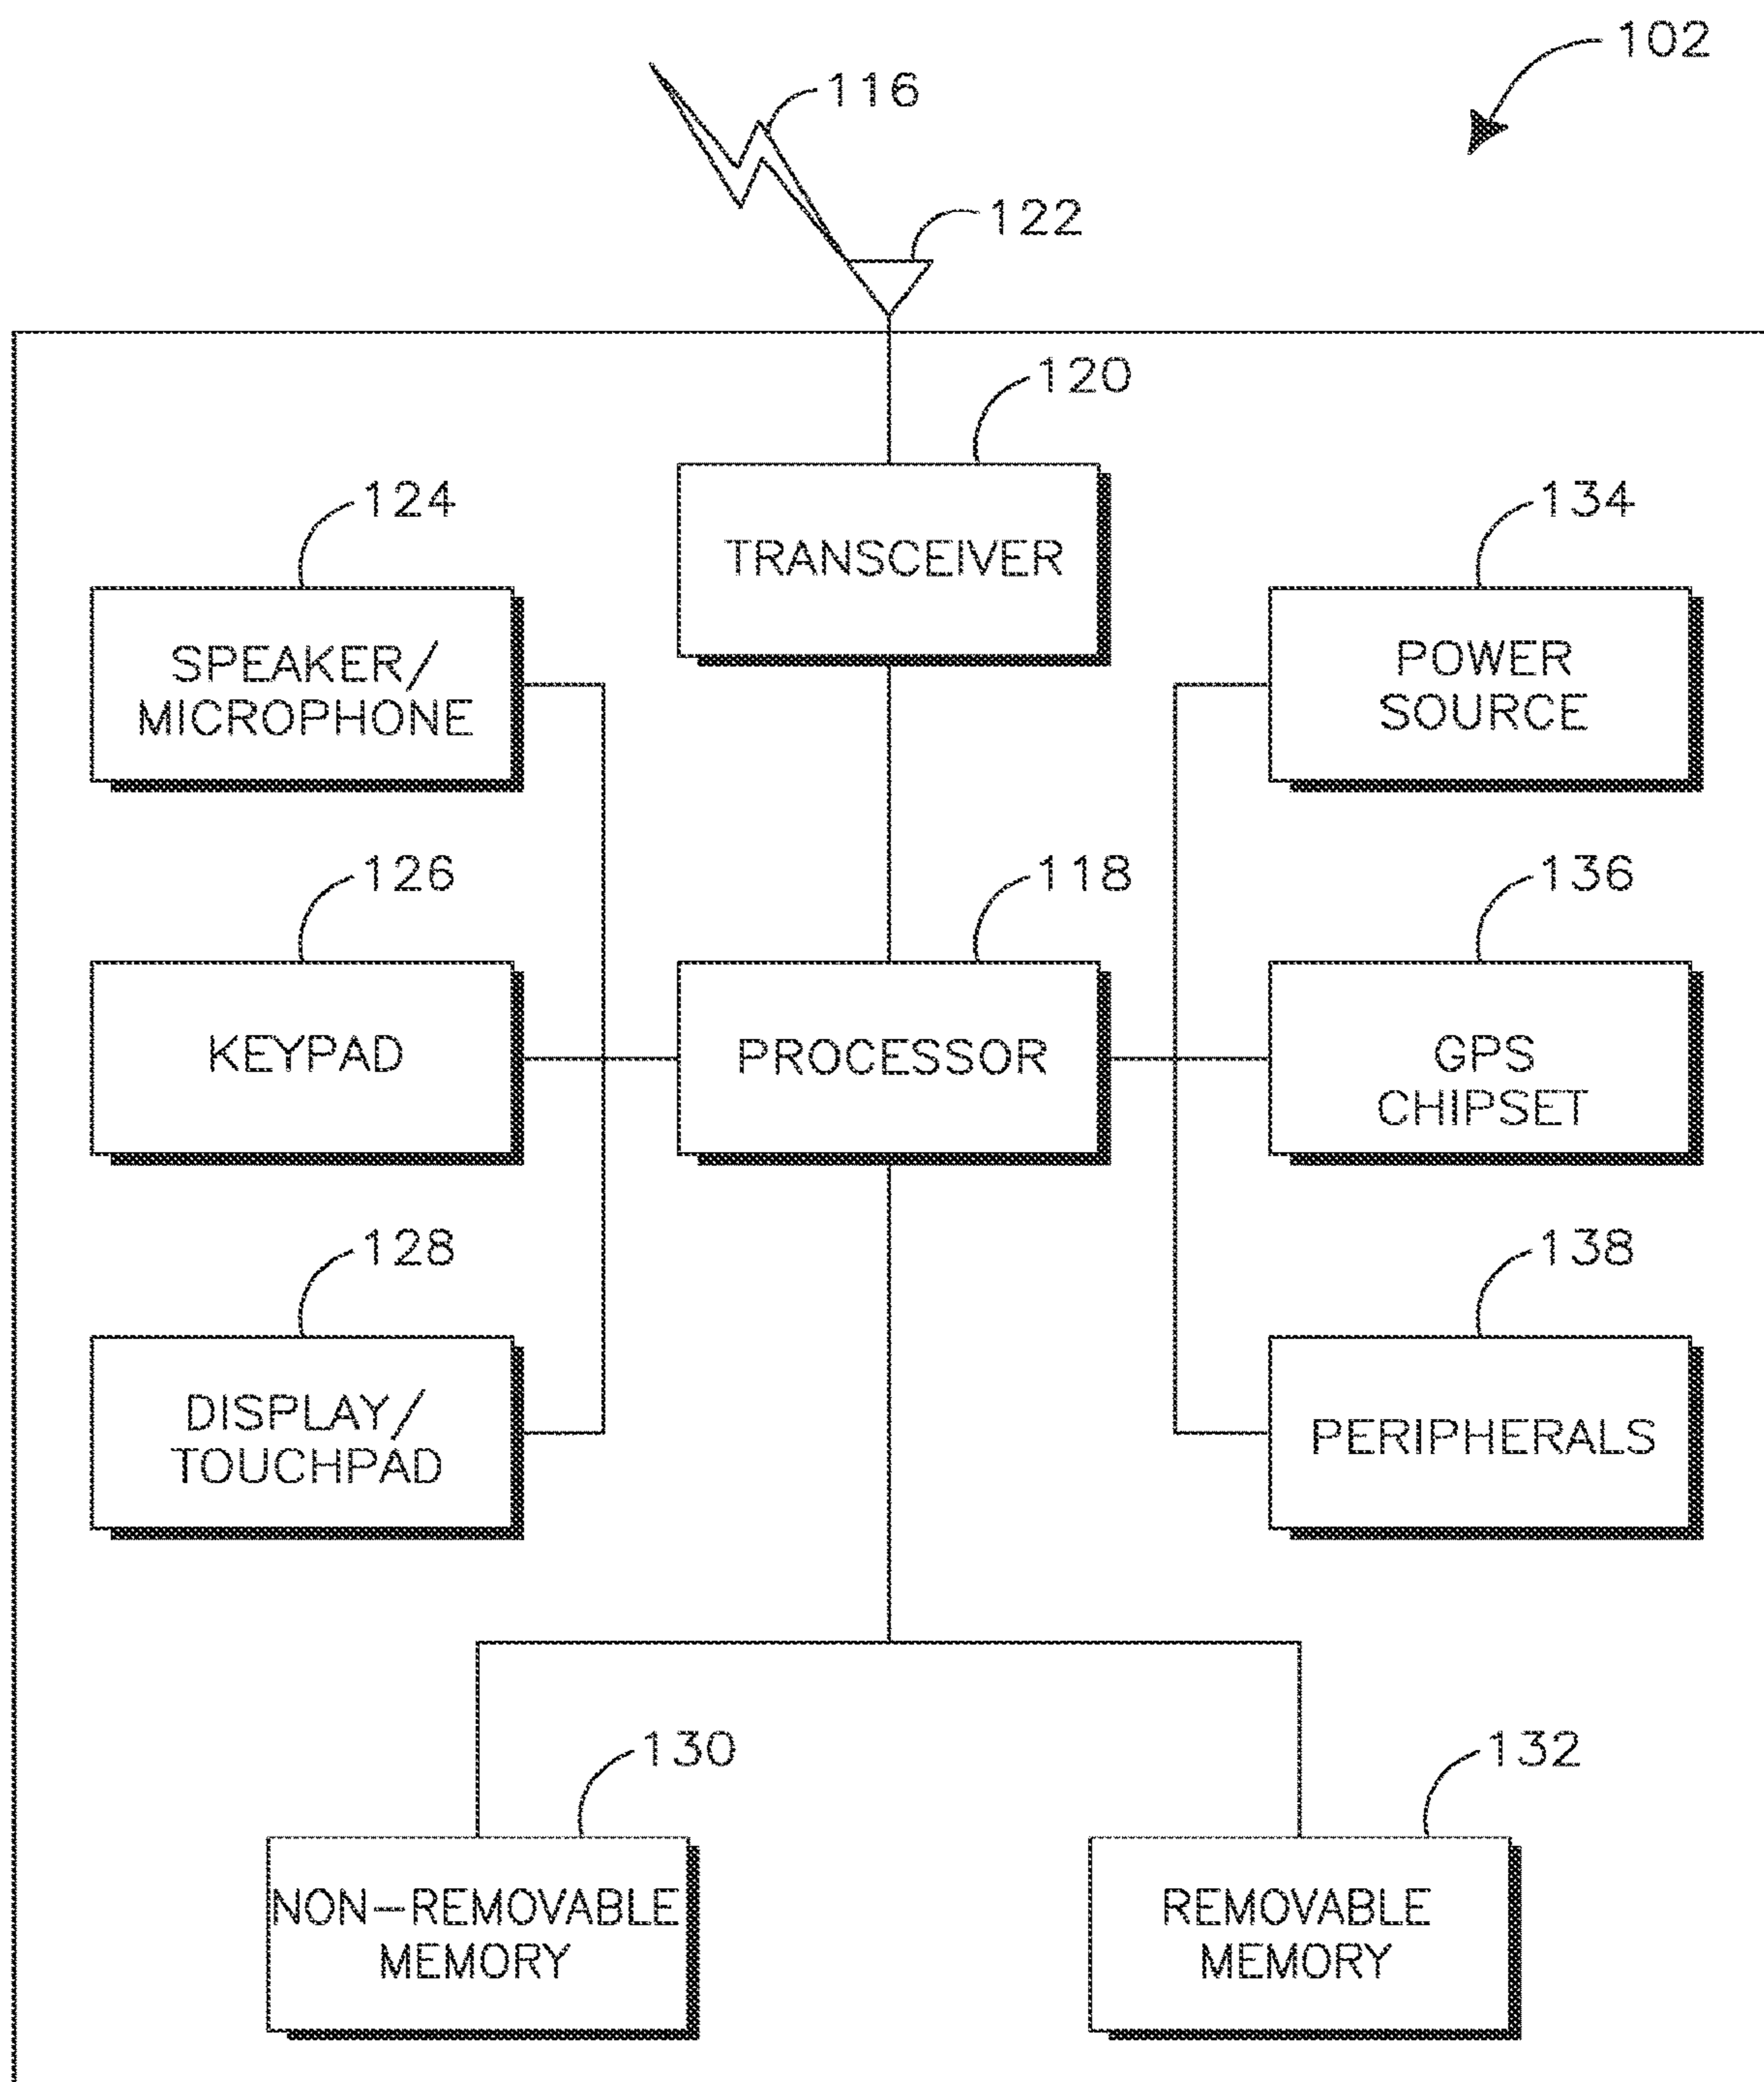 102
116
122
120
TRANSCEIVER
124
SPEAKER/
MICROPHONE
134
POWER
SOURCE
126
KEYPAD
118
PROCESSOR
136
GPS
CHIPSET
128
DISPLAY/
TOUCHPAD
138
PERIPHERALS
130
NON-REMOVABLE
MEMORY
132
REMOVABLE
MEMORY